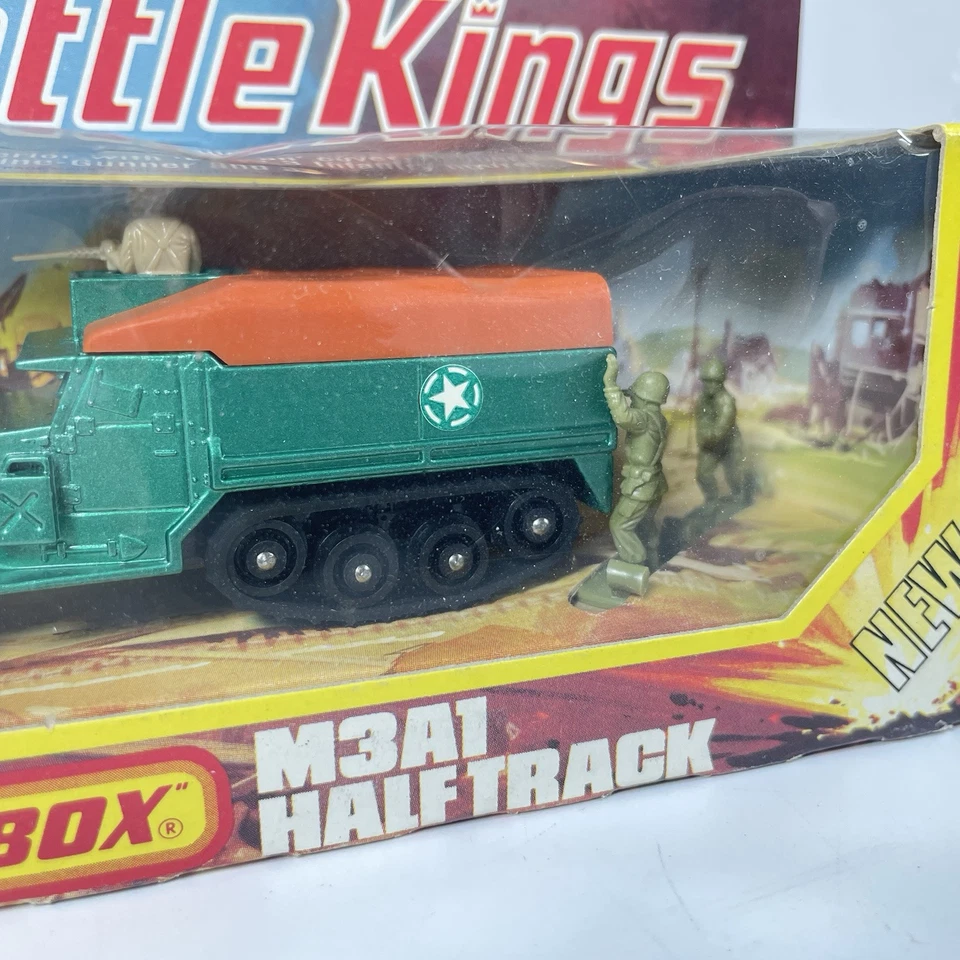 ttle Kings
BOX"®
M3A1
HALFTRACK
NEW